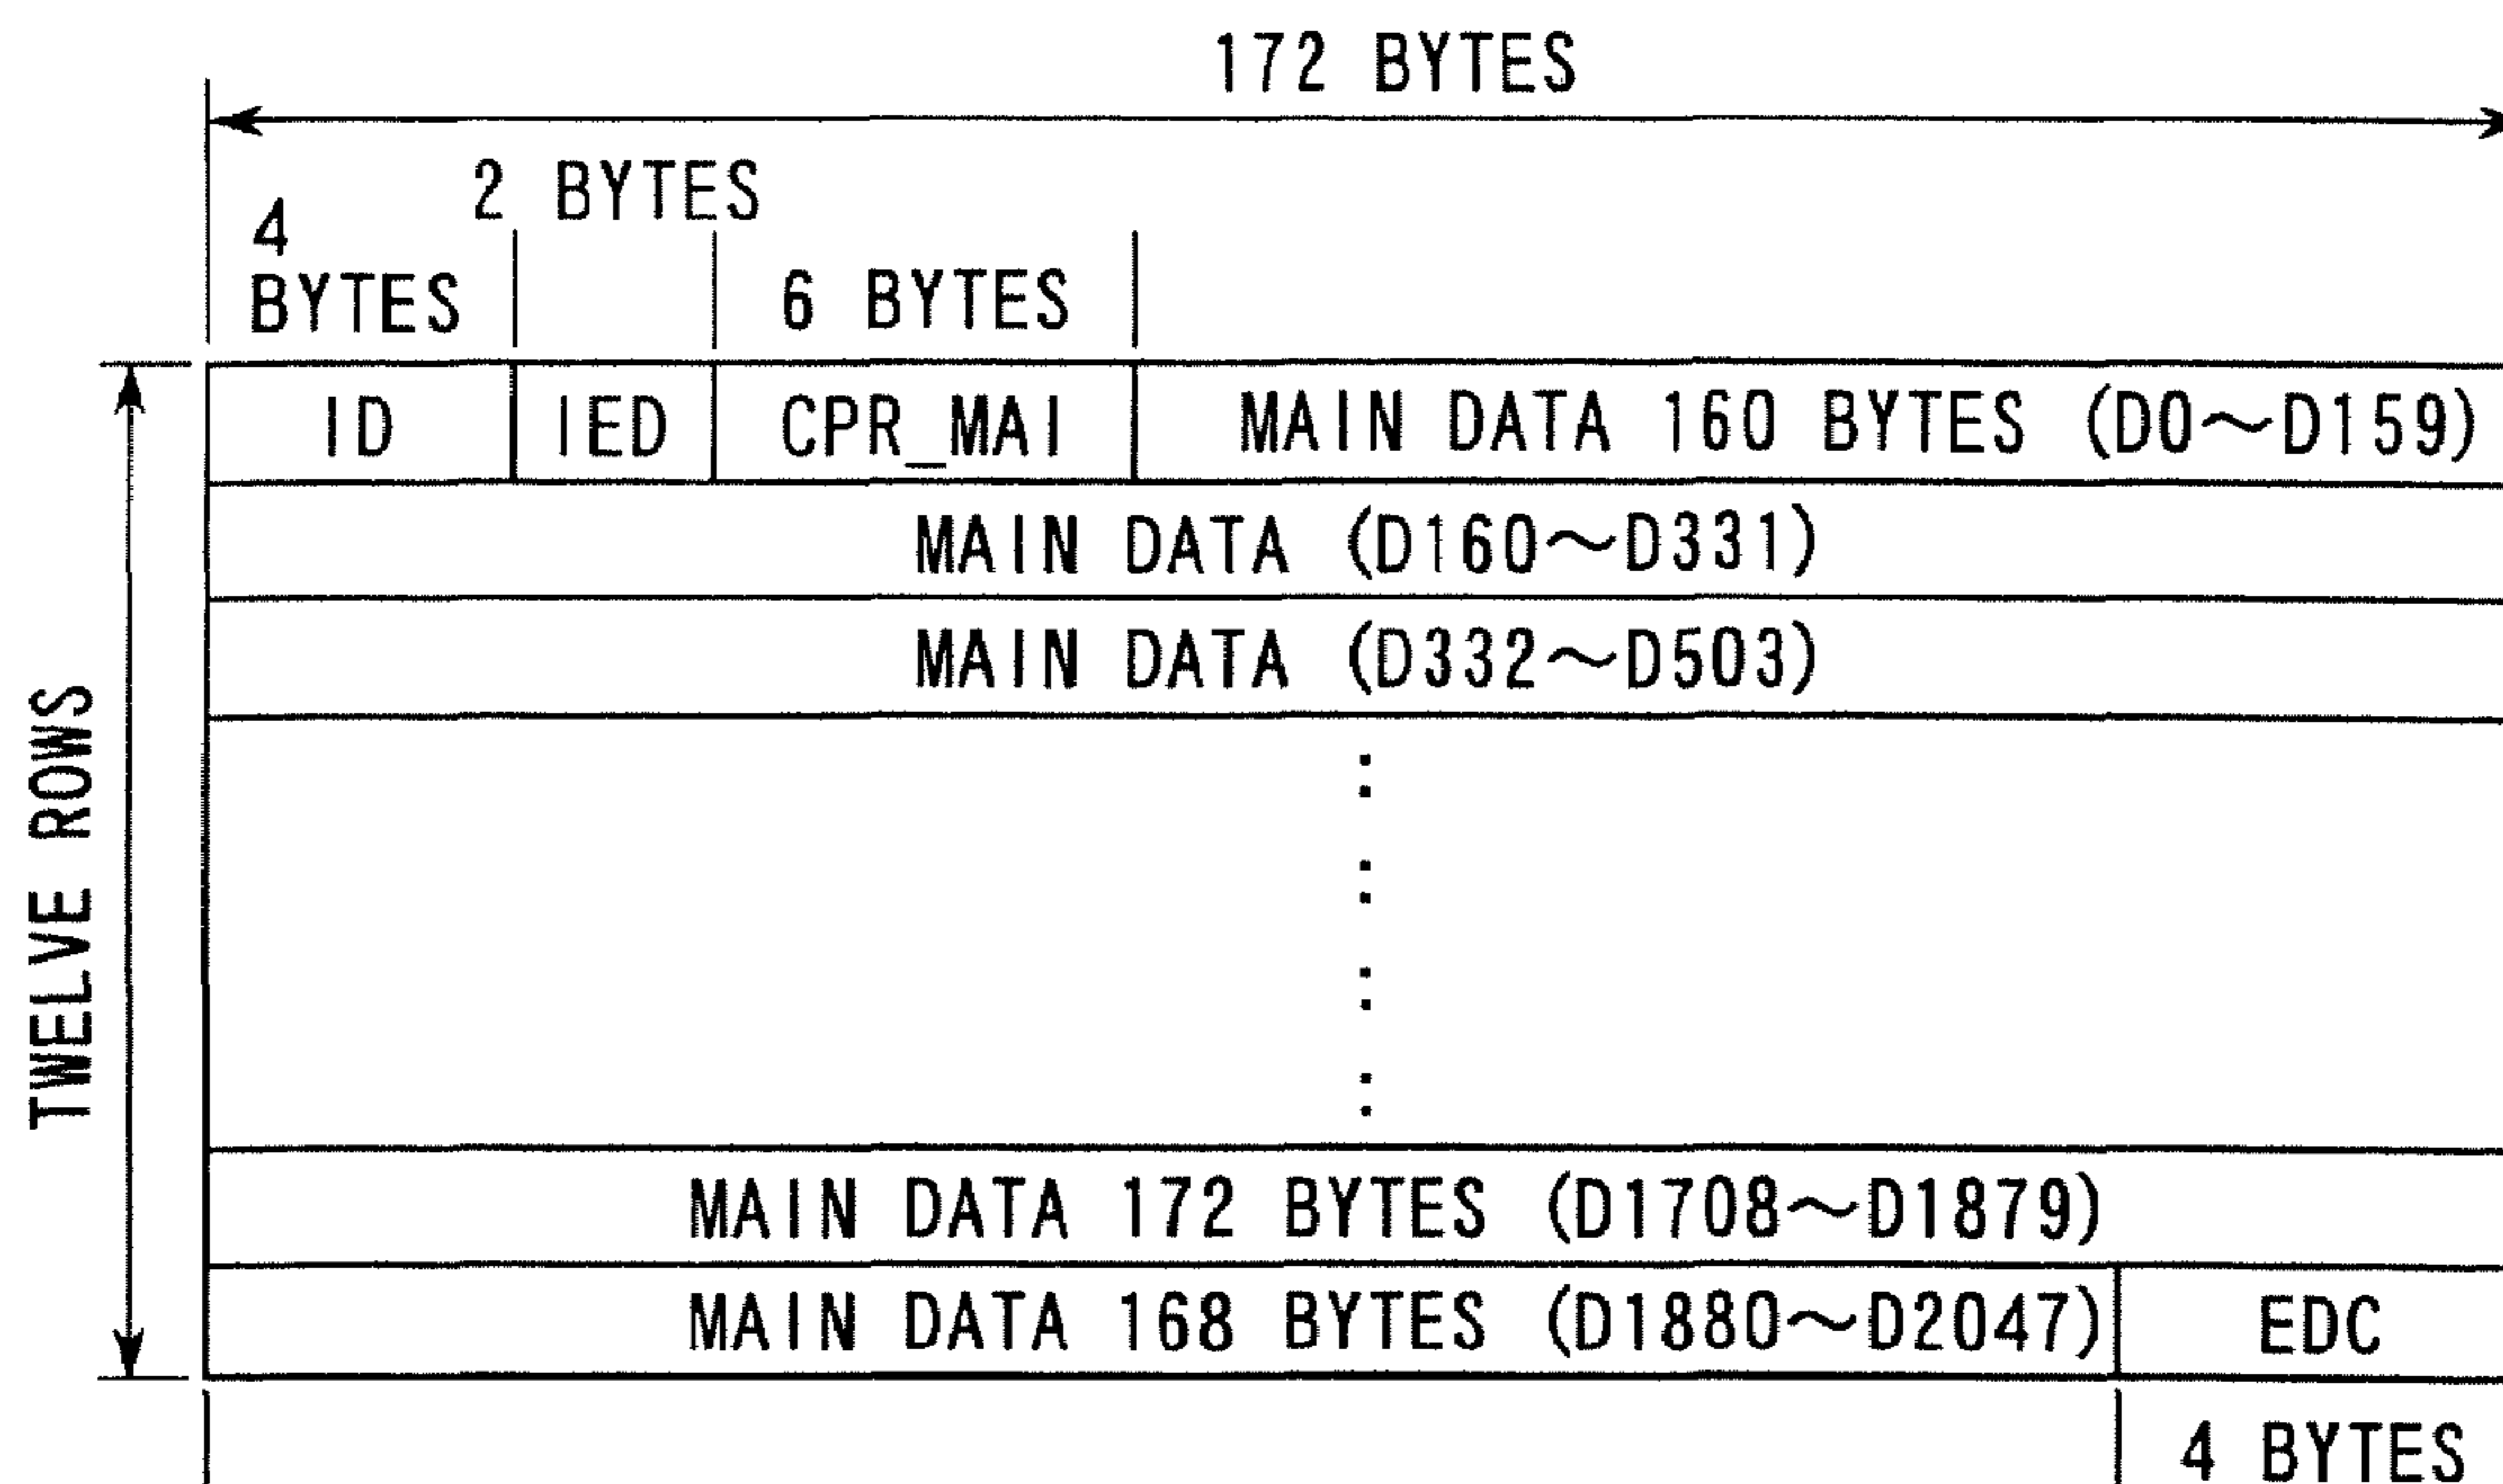 172 BYTES
2 BYTES
4
BYTES
6 BYTES
ID IED CPR_MAI MAIN DATA 160 BYTES (D0～D159)
MAIN DATA (D160～D331)
MAIN DATA (D332～D503)
TWELVE ROWS
MAIN DATA 172 BYTES (D1708～D1879)
MAIN DATA 168 BYTES (D1880～D2047) EDC
4 BYTES